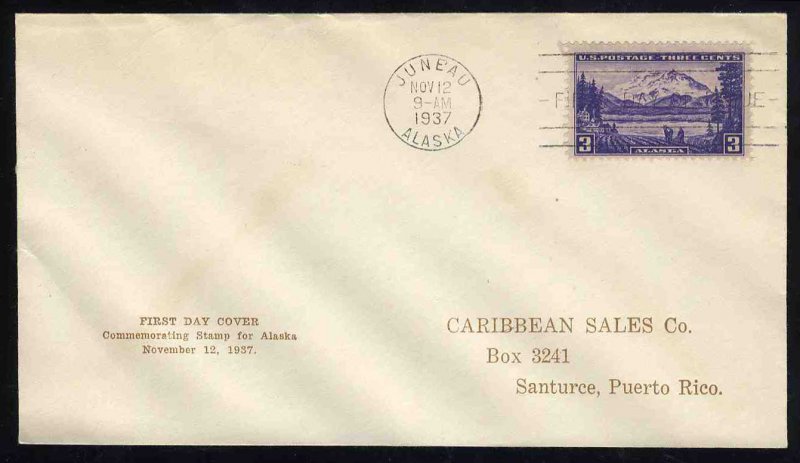 JUNEAU
NOV 12
9-AM
1937
ALASKA
U.S. POSTAGE - THREE CENTS
3 ALASKA 3
FIRST DAY COVER
Commemorating Stamp for Alaska
November 12, 1937.
CARIBBEAN SALES Co.
Box 3241
Santurce, Puerto Rico.